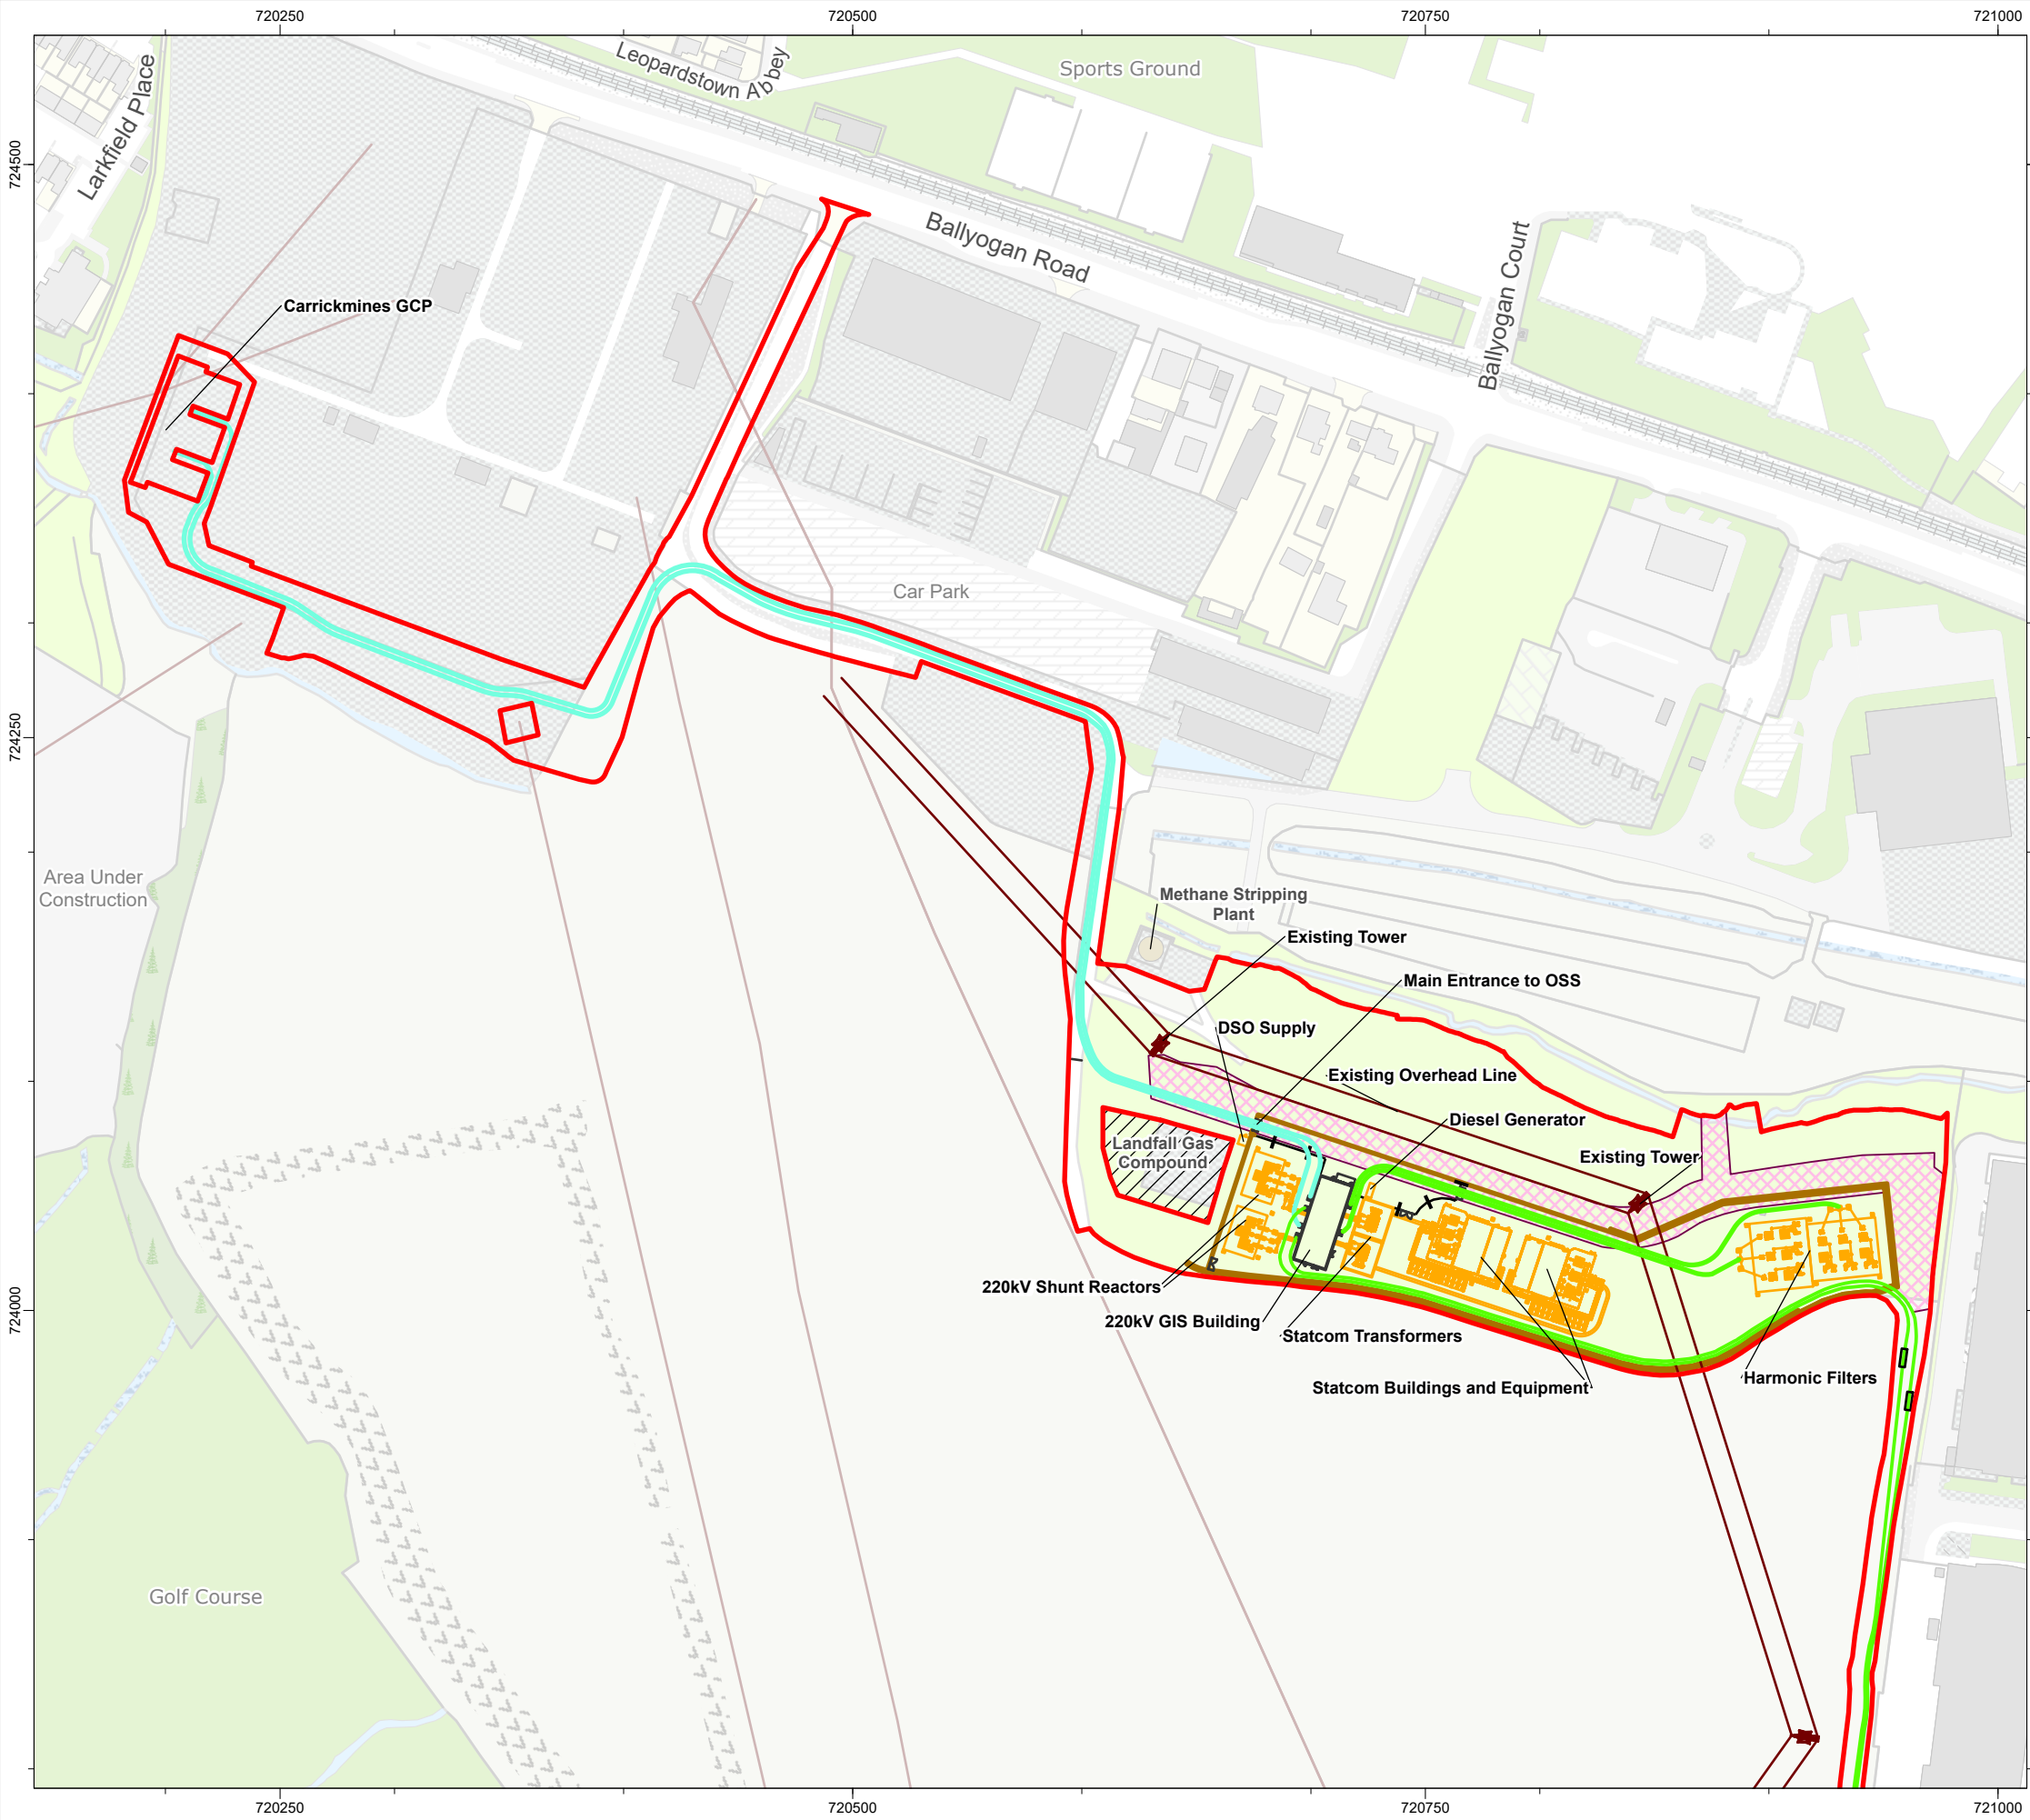 720250
720500
720750
721000
Leopardstown Abbey
Sports Ground
Larkfield Place
724500
Ballyogan Road
Ballyogan Court
Carrickmines GCP
Car Park
724250
Area Under
Construction
Methane Stripping
Plant
Existing Tower
Main Entrance to OSS
DSO Supply
Existing Overhead Line
Diesel Generator
Landfall Gas
Compound
Existing Tower
220kV Shunt Reactors
724000
220kV GIS Building
Statcom Transformers
Harmonic Filters
Statcom Buildings and Equipment
Golf Course
720250
720500
720750
721000